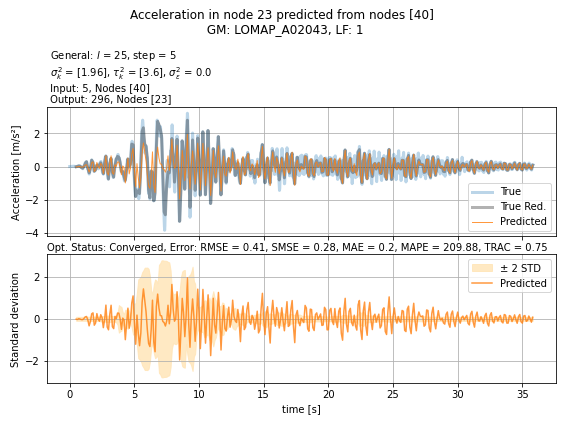 Acceleration in node 23 predicted from nodes [40]
GM: LOMAP_A02043, LF: 1
General: l = 25, step = 5
σ²ₖ = [1.96], τ²ₖ = [3.6], σ²ε = 0.0
Input: 5, Nodes [40]
Output: 296, Nodes [23]
Acceleration [m/s²]
2
0
−2
−4
True
True Red.
Predicted
Opt. Status: Converged, Error: RMSE = 0.41, SMSE = 0.28, MAE = 0.2, MAPE = 209.88, TRAC = 0.75
Standard deviation
2
0
−2
± 2 STD
Predicted
0 5 10 15 20 25 30 35
time [s]